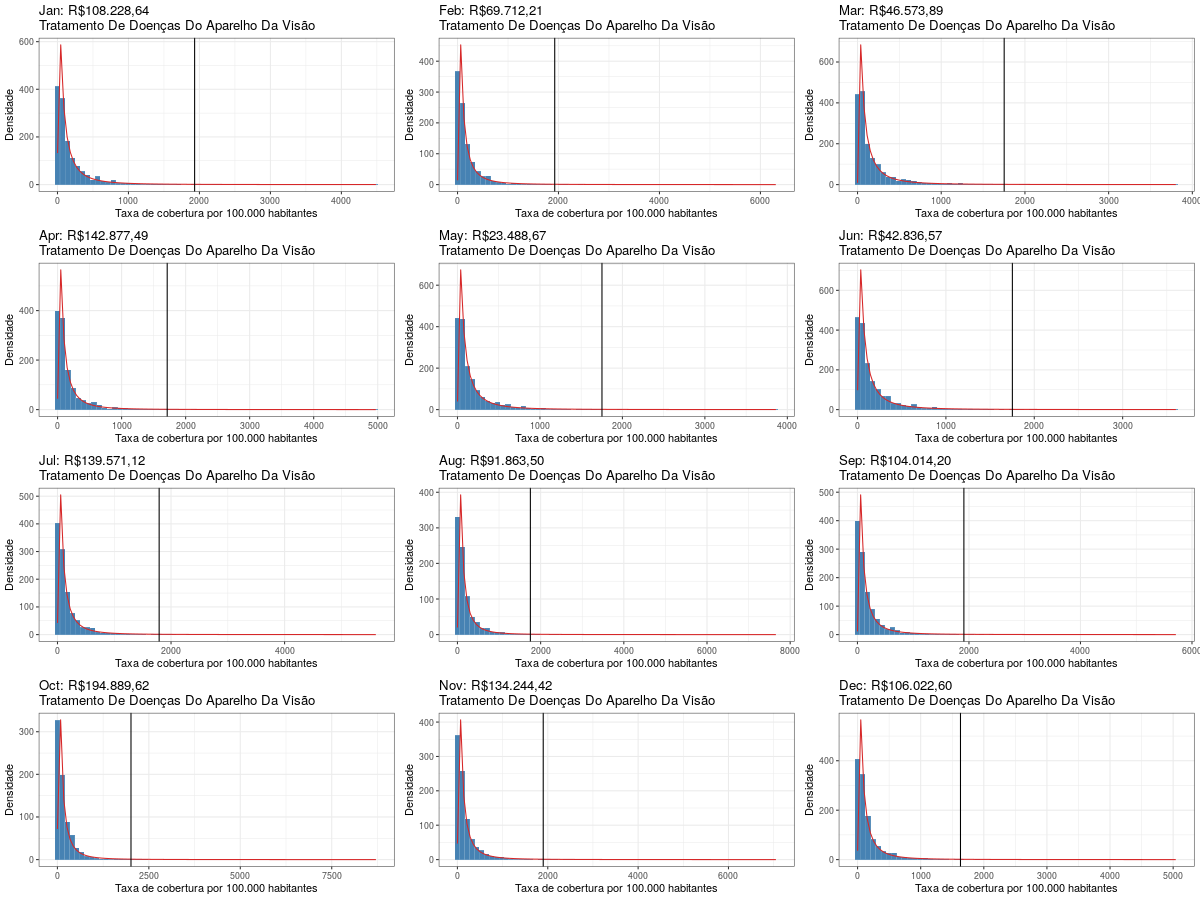 Jan: R$108.228,64
Tratamento De Doenças Do Aparelho Da Visão
Densidade
600
400
200
0
0
1000
2000
3000
4000
Taxa de cobertura por 100.000 habitantes
Feb: R$69.712,21
Tratamento De Doenças Do Aparelho Da Visão
Densidade
400
300
200
100
0
0
2000
4000
6000
Taxa de cobertura por 100.000 habitantes
Mar: R$46.573,89
Tratamento De Doenças Do Aparelho Da Visão
Densidade
600
400
200
0
0
1000
2000
3000
4000
Taxa de cobertura por 100.000 habitantes
Apr: R$142.877,49
Tratamento De Doenças Do Aparelho Da Visão
Densidade
400
200
0
0
1000
2000
3000
4000
5000
Taxa de cobertura por 100.000 habitantes
May: R$23.488,67
Tratamento De Doenças Do Aparelho Da Visão
Densidade
600
400
200
0
0
1000
2000
3000
4000
Taxa de cobertura por 100.000 habitantes
Jun: R$42.836,57
Tratamento De Doenças Do Aparelho Da Visão
Densidade
600
400
200
0
0
1000
2000
3000
Taxa de cobertura por 100.000 habitantes
Jul: R$139.571,12
Tratamento De Doenças Do Aparelho Da Visão
Densidade
500
400
300
200
100
0
0
2000
4000
Taxa de cobertura por 100.000 habitantes
Aug: R$91.863,50
Tratamento De Doenças Do Aparelho Da Visão
Densidade
400
300
200
100
0
0
2000
4000
6000
8000
Taxa de cobertura por 100.000 habitantes
Sep: R$104.014,20
Tratamento De Doenças Do Aparelho Da Visão
Densidade
500
400
300
200
100
0
0
2000
4000
6000
Taxa de cobertura por 100.000 habitantes
Oct: R$194.889,62
Tratamento De Doenças Do Aparelho Da Visão
Densidade
300
200
100
0
0
2500
5000
7500
Taxa de cobertura por 100.000 habitantes
Nov: R$134.244,42
Tratamento De Doenças Do Aparelho Da Visão
Densidade
400
300
200
100
0
0
2000
4000
6000
Taxa de cobertura por 100.000 habitantes
Dec: R$106.022,60
Tratamento De Doenças Do Aparelho Da Visão
Densidade
400
200
0
0
1000
2000
3000
4000
5000
Taxa de cobertura por 100.000 habitantes